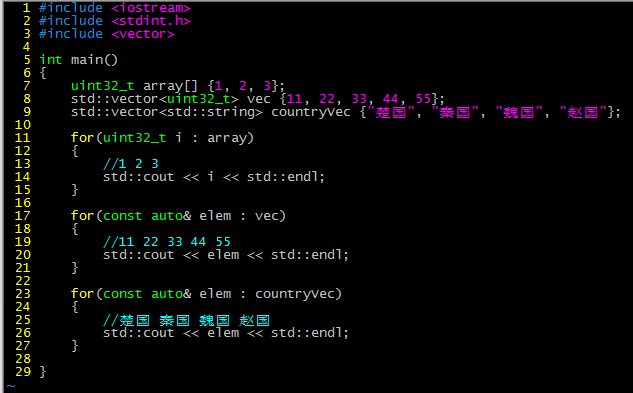 1 #include <iostream>
2 #include <stdint.h>
3 #include <vector>
4
5 int main()
6 {
7     uint32_t array[] {1, 2, 3};
8     std::vector<uint32_t> vec {11, 22, 33, 44, 55};
9     std::vector<std::string> countryVec {"楚国", "秦国", "魏国", "赵国"};
10
11     for(uint32_t i : array)
12     {
13         //1 2 3
14         std::cout << i << std::endl;
15     }
16
17     for(const auto& elem : vec)
18     {
19         //11 22 33 44 55
20         std::cout << elem << std::endl;
21     }
22
23     for(const auto& elem : countryVec)
24     {
25         //楚国 秦国 魏国 赵国
26         std::cout << elem << std::endl;
27     }
28
29 }
~